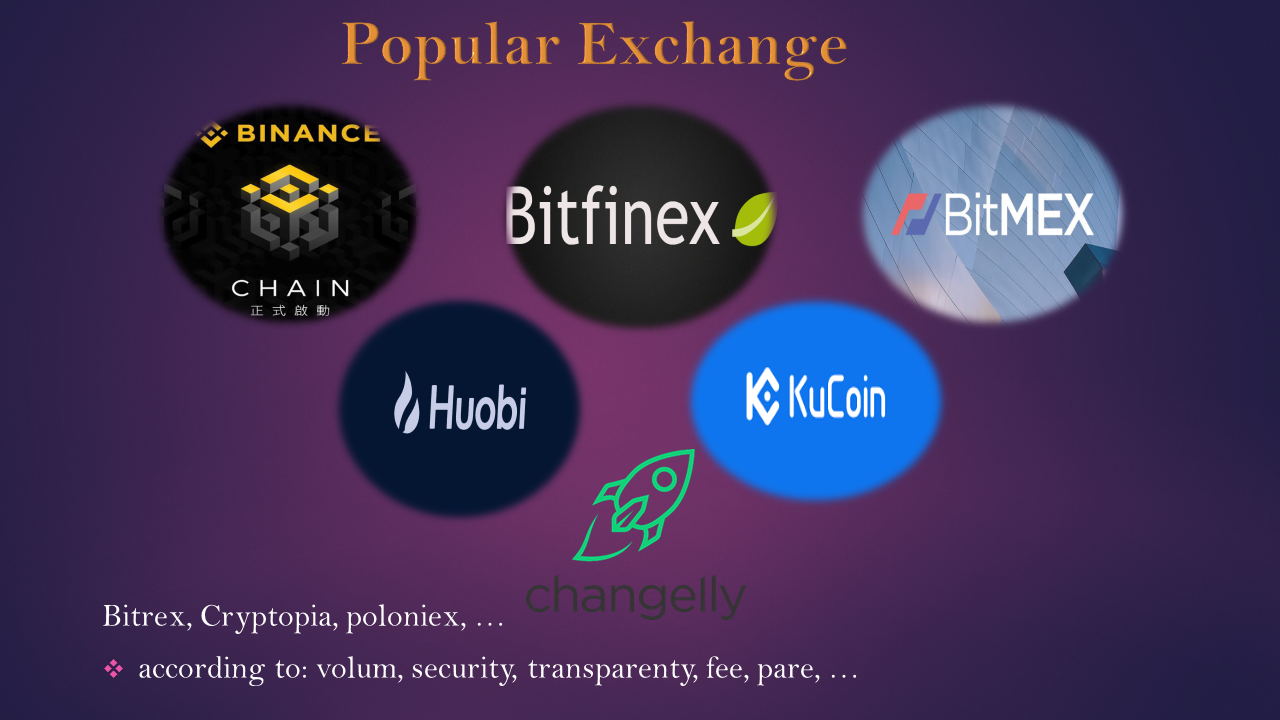 Popular Exchange
BINANCE
CHAIN
正式啟動
Bitfinex
BitMEX
Huobi
KuCoin
changelly
Bitrex, Cryptopia, poloniex, …
according to: volum, security, transparenty, fee, pare, …